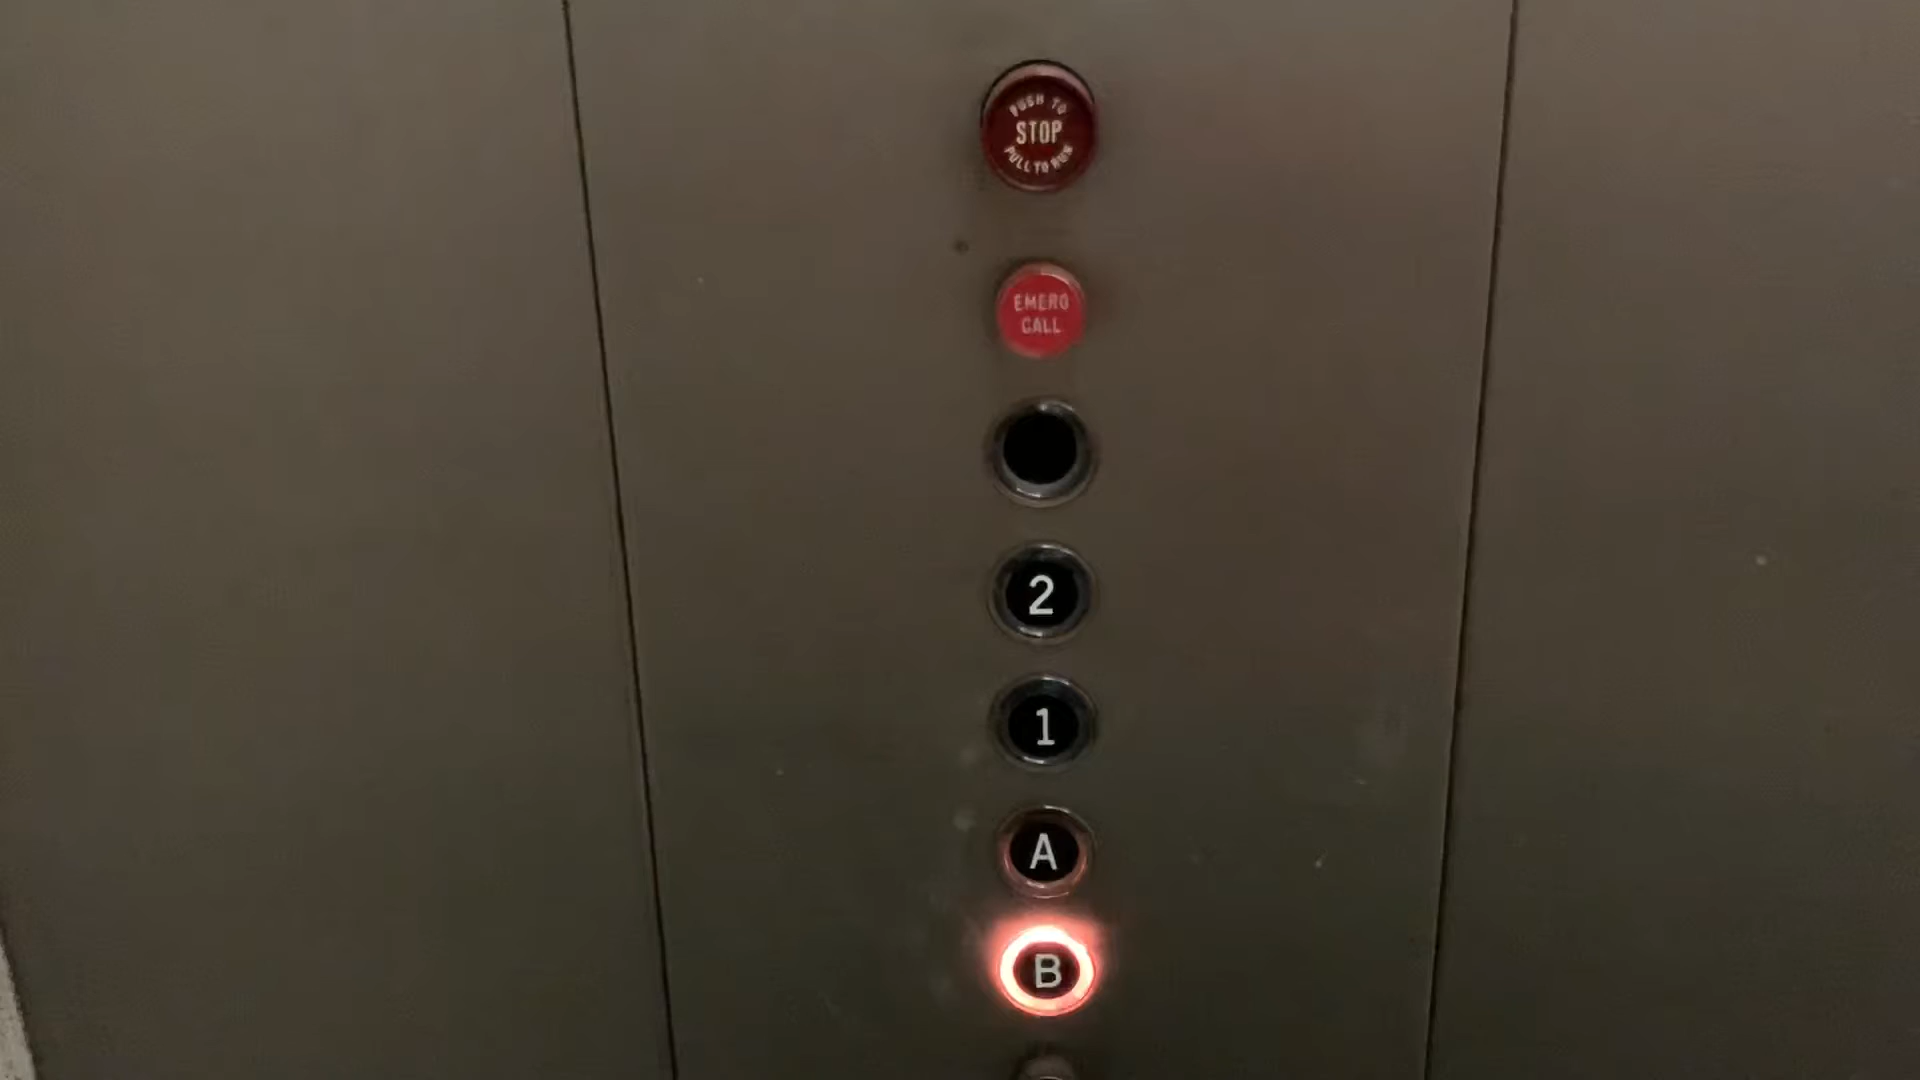 PUSH TO
STOP
PULL TO RUN
EMERG
CALL
2
1
A
B